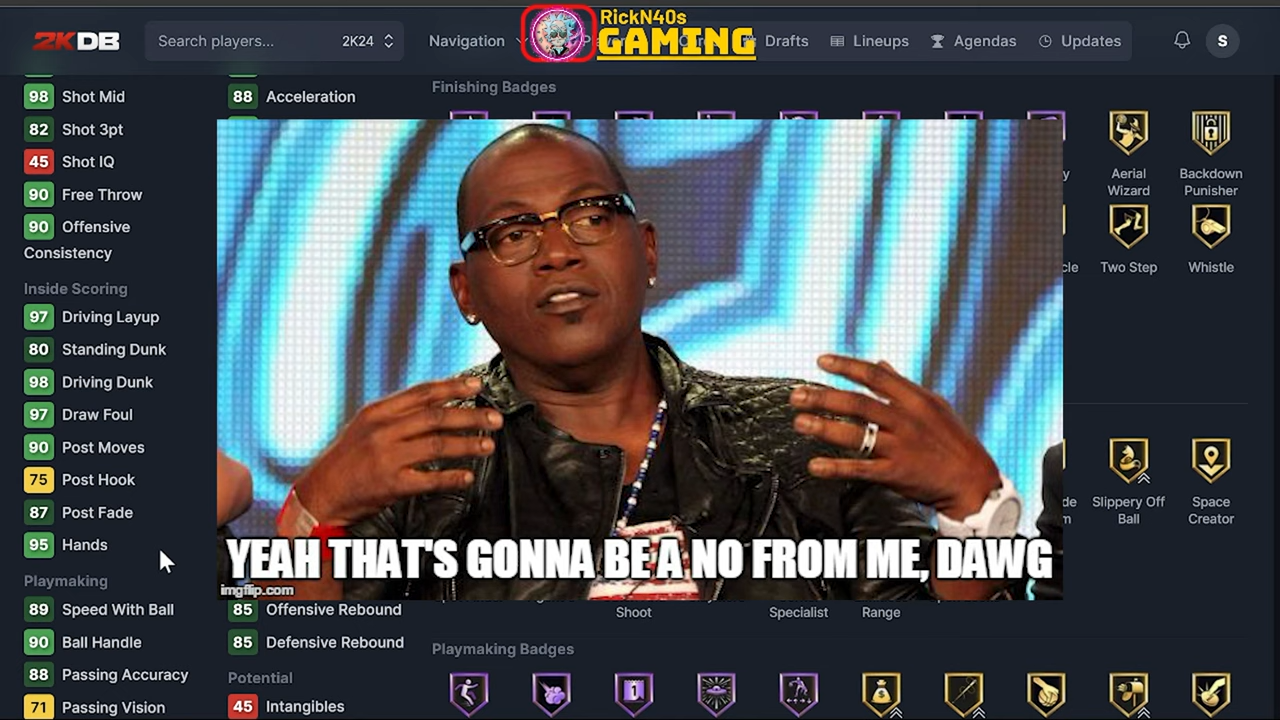 2KDB
Search players...
2K24
Navigation
RickN40s
GAMING
Drafts
Lineups
Agendas
Updates
S
98 Shot Mid
82 Shot 3pt
45 Shot IQ
90 Free Throw
90 Offensive
Consistency
Inside Scoring
97 Driving Layup
80 Standing Dunk
98 Driving Dunk
97 Draw Foul
90 Post Moves
75 Post Hook
87 Post Fade
95 Hands
Playmaking
89 Speed With Ball
90 Ball Handle
88 Passing Accuracy
71 Passing Vision
88 Acceleration
85 Offensive Rebound
85 Defensive Rebound
Potential
45 Intangibles
Finishing Badges
Aerial
Wizard
Backdown
Punisher
Two Step
Whistle
Slippery Off
Ball
Space
Creator
Shoot
Specialist
Range
Playmaking Badges
1
YEAH THAT'S GONNA BE A NO FROM ME, DAWG
imgflip.com